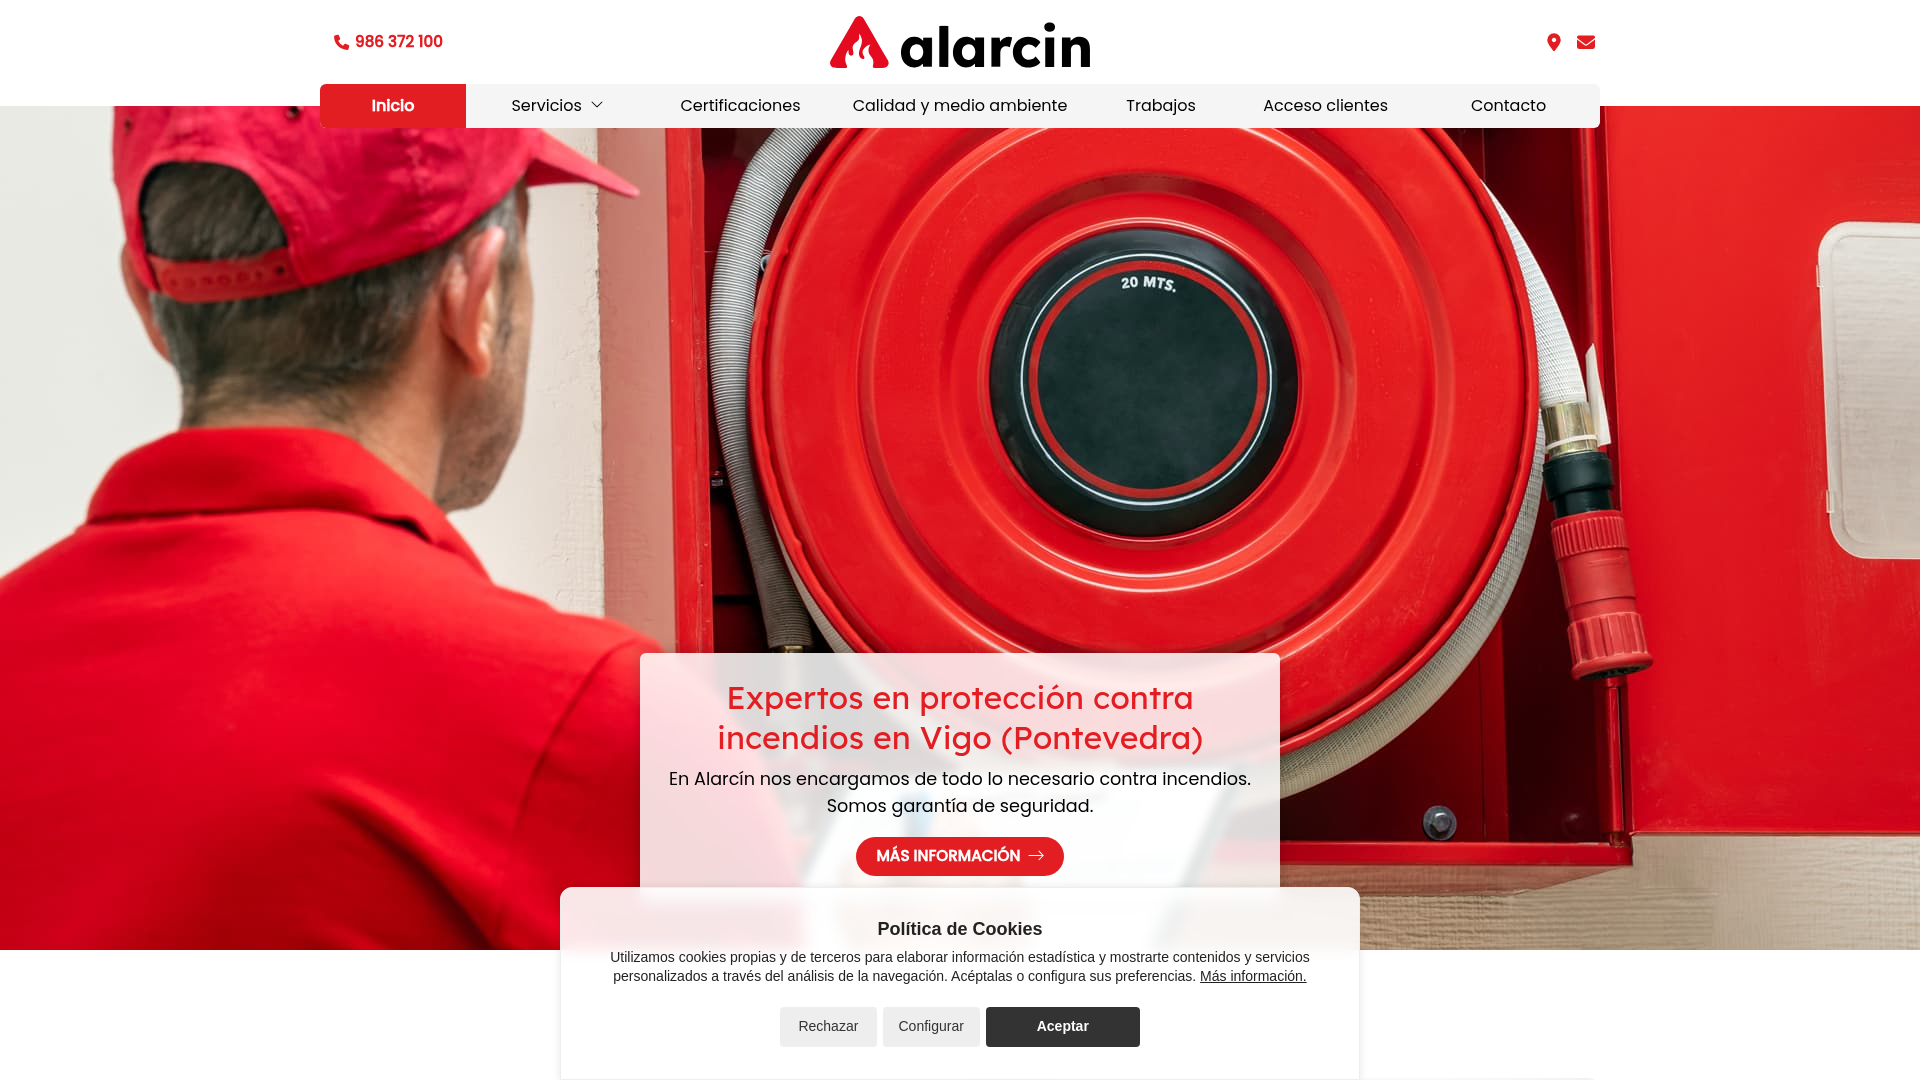 986 372 100
alarcin
Inicio
Servicios
Certificaciones
Calidad y medio ambiente
Trabajos
Acceso clientes
Contacto
20 MTS.
Expertos en protección contra
incendios en Vigo (Pontevedra)
En Alarcín nos encargamos de todo lo necesario contra incendios.
Somos garantía de seguridad.
MÁS INFORMACIÓN
Política de Cookies
Utilizamos cookies propias y de terceros para elaborar información estadística y mostrarte contenidos y servicios
personalizados a través del análisis de la navegación. Acéptalas o configura sus preferencias. Más información.
Rechazar
Configurar
Aceptar